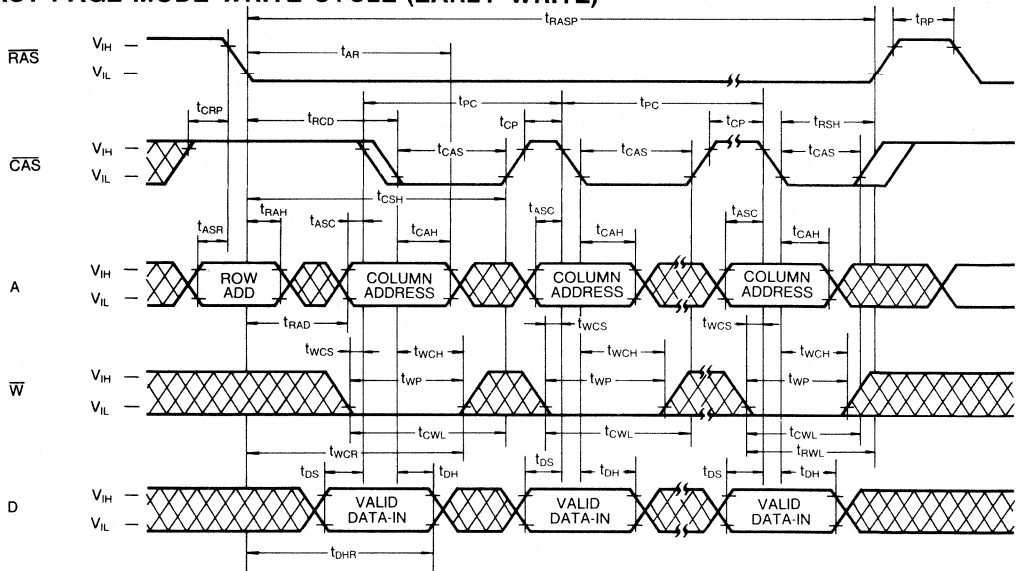 FAST PAGE MODE WRITE CYCLE (EARLY WRITE)
tRASP
tRP
RAS
VIH
VIL
tAR
tPC
tPC
tCRP
tRCD
tCP
tCP
tRSH
CAS
VIH
VIL
tCAS
tCAS
tCAS
tCSH
tASR
tRAH
tASC
tCAH
tASC
tCAH
tASC
tCAH
A
VIH
VIL
ROW ADD
COLUMN ADDRESS
COLUMN ADDRESS
COLUMN ADDRESS
tRAD
tWCS
tWCS
tWCS
tWCH
tWCH
tWCH
W
VIH
VIL
tWP
tWP
tWP
tCWL
tCWL
tCWL
tWCR
tRWL
tDS
tDH
tDS
tDH
tDS
tDH
D
VIH
VIL
VALID DATA-IN
VALID DATA-IN
VALID DATA-IN
tDHR